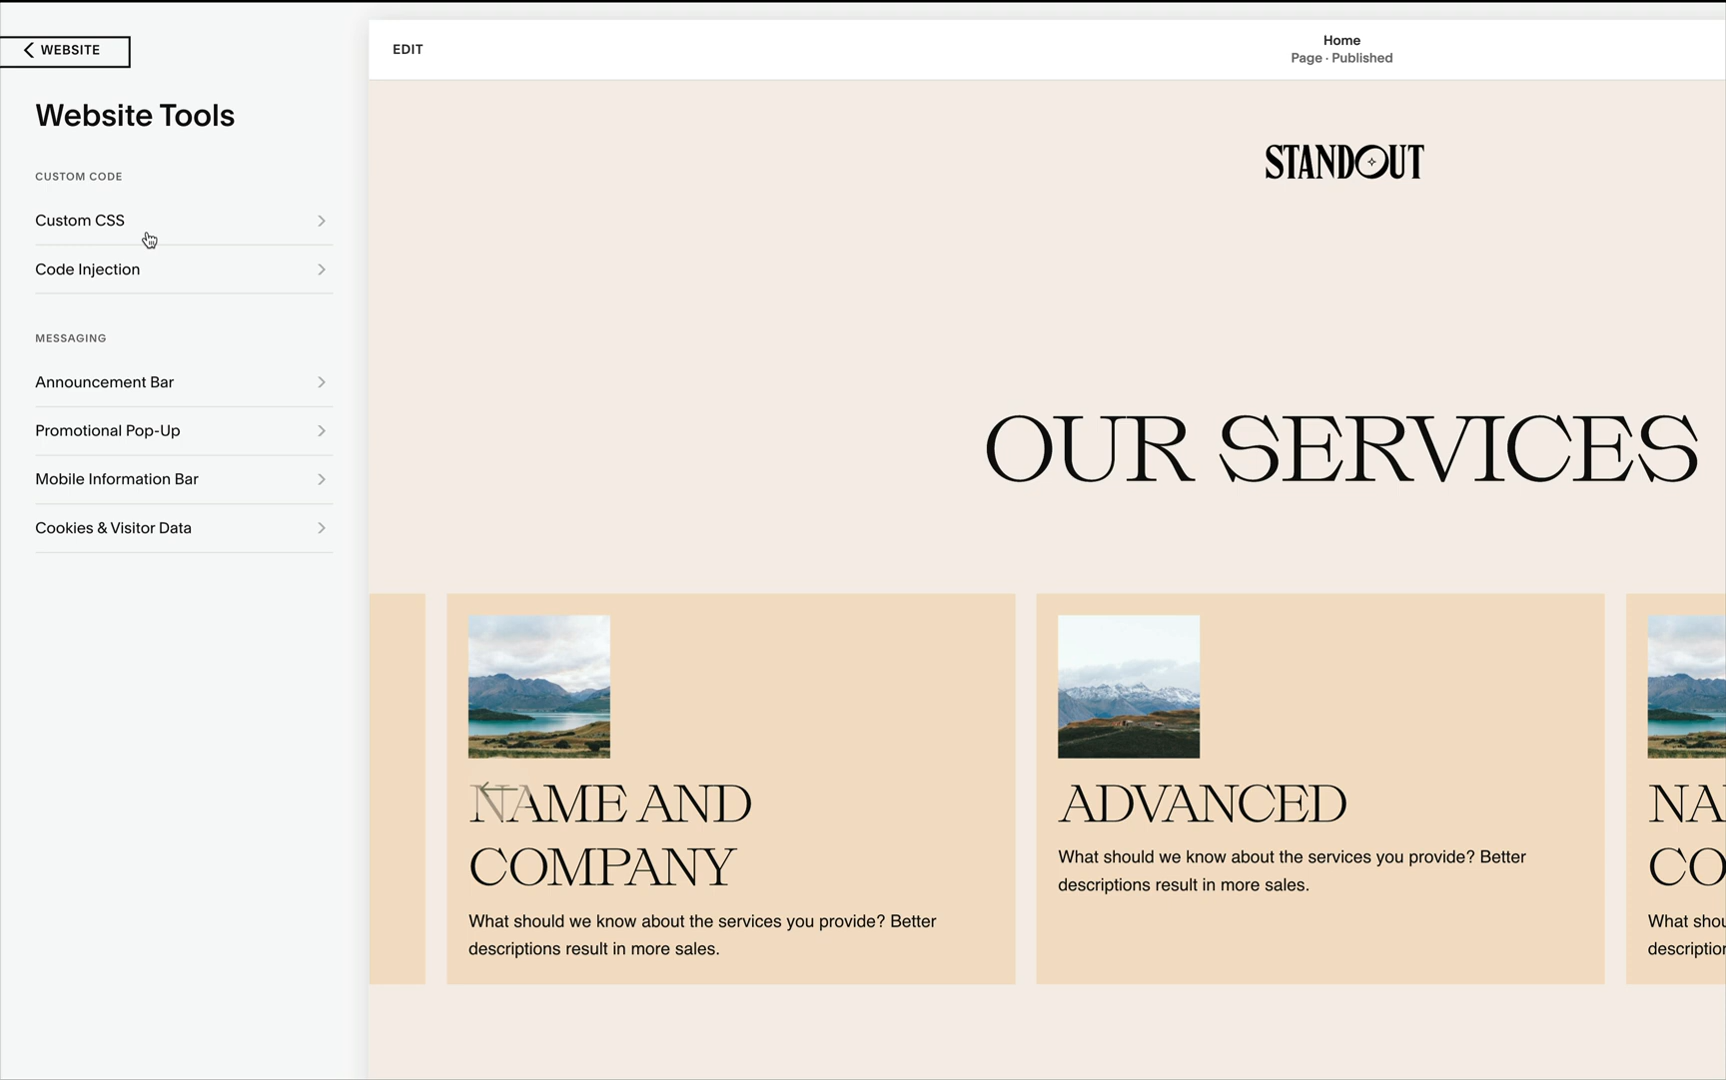 WEBSITE
Website Tools
CUSTOM CODE
Custom CSS
Code Injection
MESSAGING
Announcement Bar
Promotional Pop-Up
Mobile Information Bar
Cookies & Visitor Data
EDIT
Home
Page · Published
STANDOUT
OUR SERVICES
NAME AND
COMPANY
What should we know about the services you provide? Better
descriptions result in more sales.
ADVANCED
What should we know about the services you provide? Better
descriptions result in more sales.